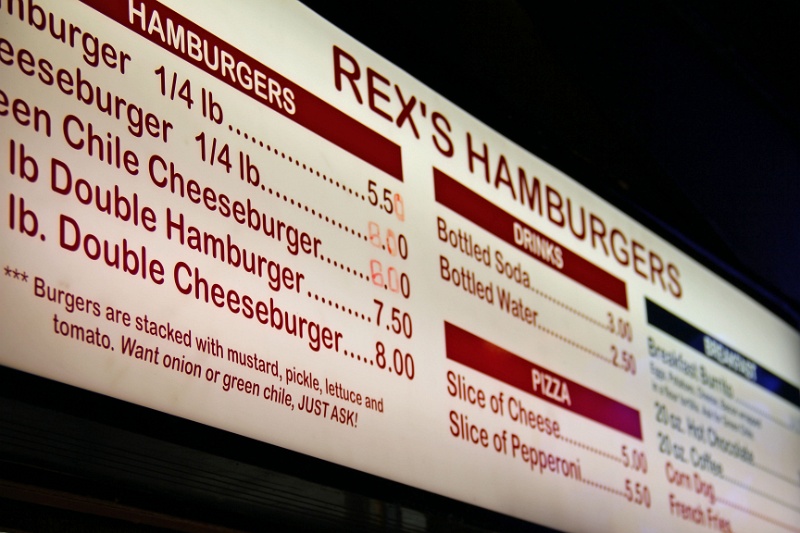 REX'S HAMBURGERS
HAMBURGERS
mburger 1/4 lb..............5.50
eeseburger 1/4 lb..............6.00
een Chile Cheeseburger........6.00
lb Double Hamburger..........7.50
lb. Double Cheeseburger.....8.00
*** Burgers are stacked with mustard, pickle, lettuce and
tomato. Want onion or green chile, JUST ASK!
DRINKS
Bottled Soda..............3.00
Bottled Water.............2.50
PIZZA
Slice of Cheese...........5.00
Slice of Pepperoni........5.50
BREAKFAST
Breakfast Burrito
20 oz. Hot Chocolate
20 oz. Coffee
Corn Dog
French Fries